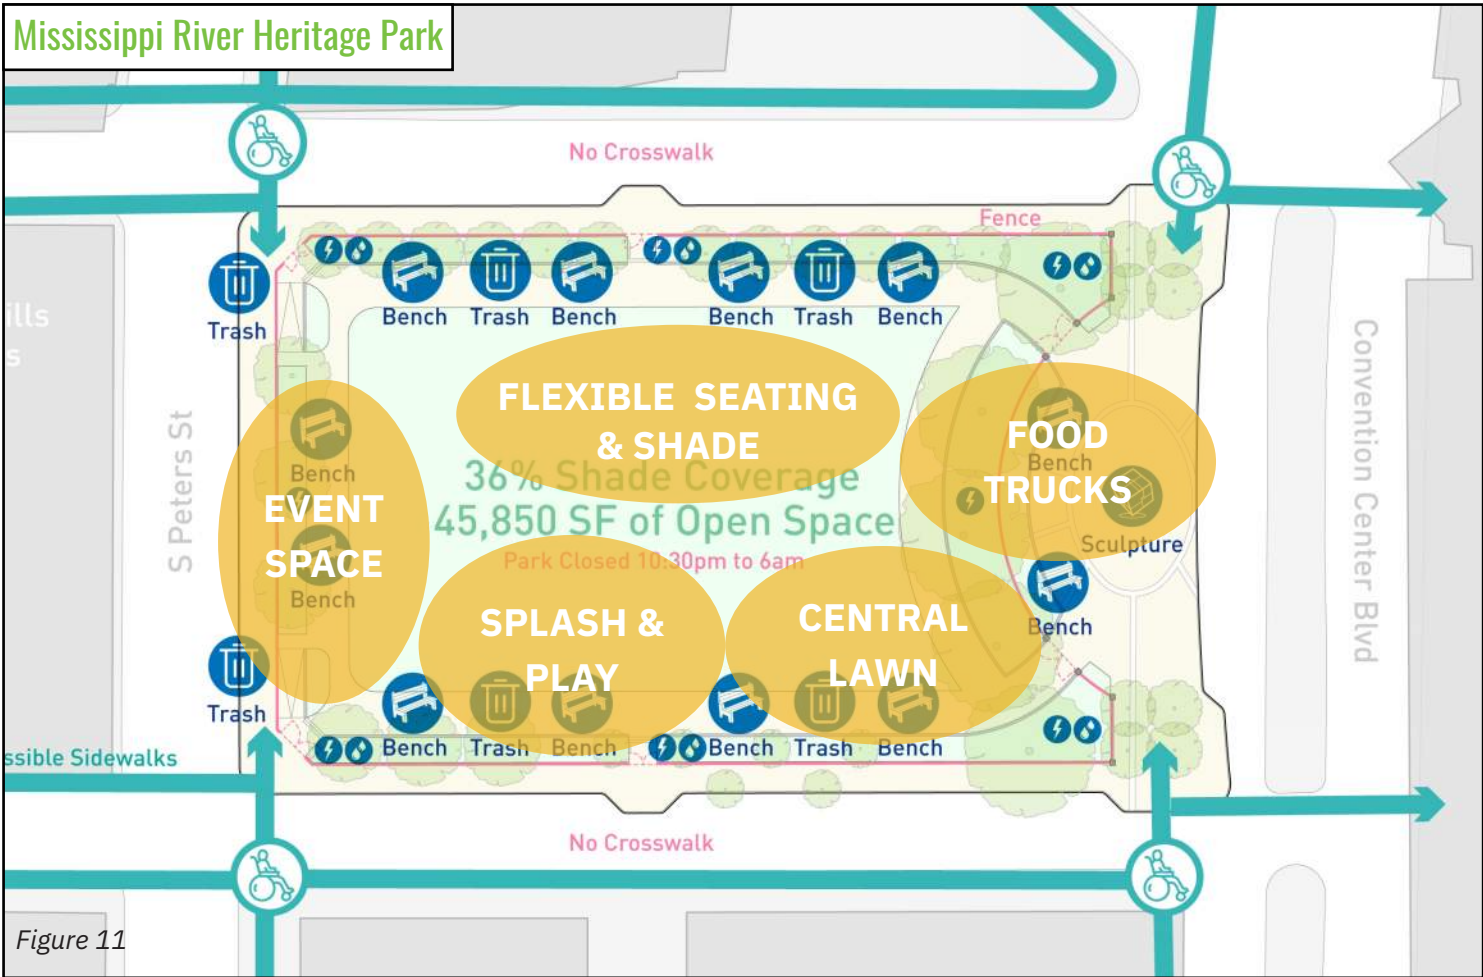 Mississippi River Heritage Park
No Crosswalk
Fence
Trash
Bench
Trash
Bench
Bench
Trash
Bench
ills
s
S Peters St
Convention Center Blvd
FLEXIBLE SEATING
& SHADE
36% Shade Coverage
45,850 SF of Open Space
Park Closed 10:30pm to 6am
Bench
EVENT
SPACE
Bench
FOOD
Bench
TRUCKS
Sculpture
Bench
SPLASH &
PLAY
CENTRAL
LAWN
Trash
Bench
Trash
Bench
Bench
Trash
Bench
ssible Sidewalks
No Crosswalk
Figure 11